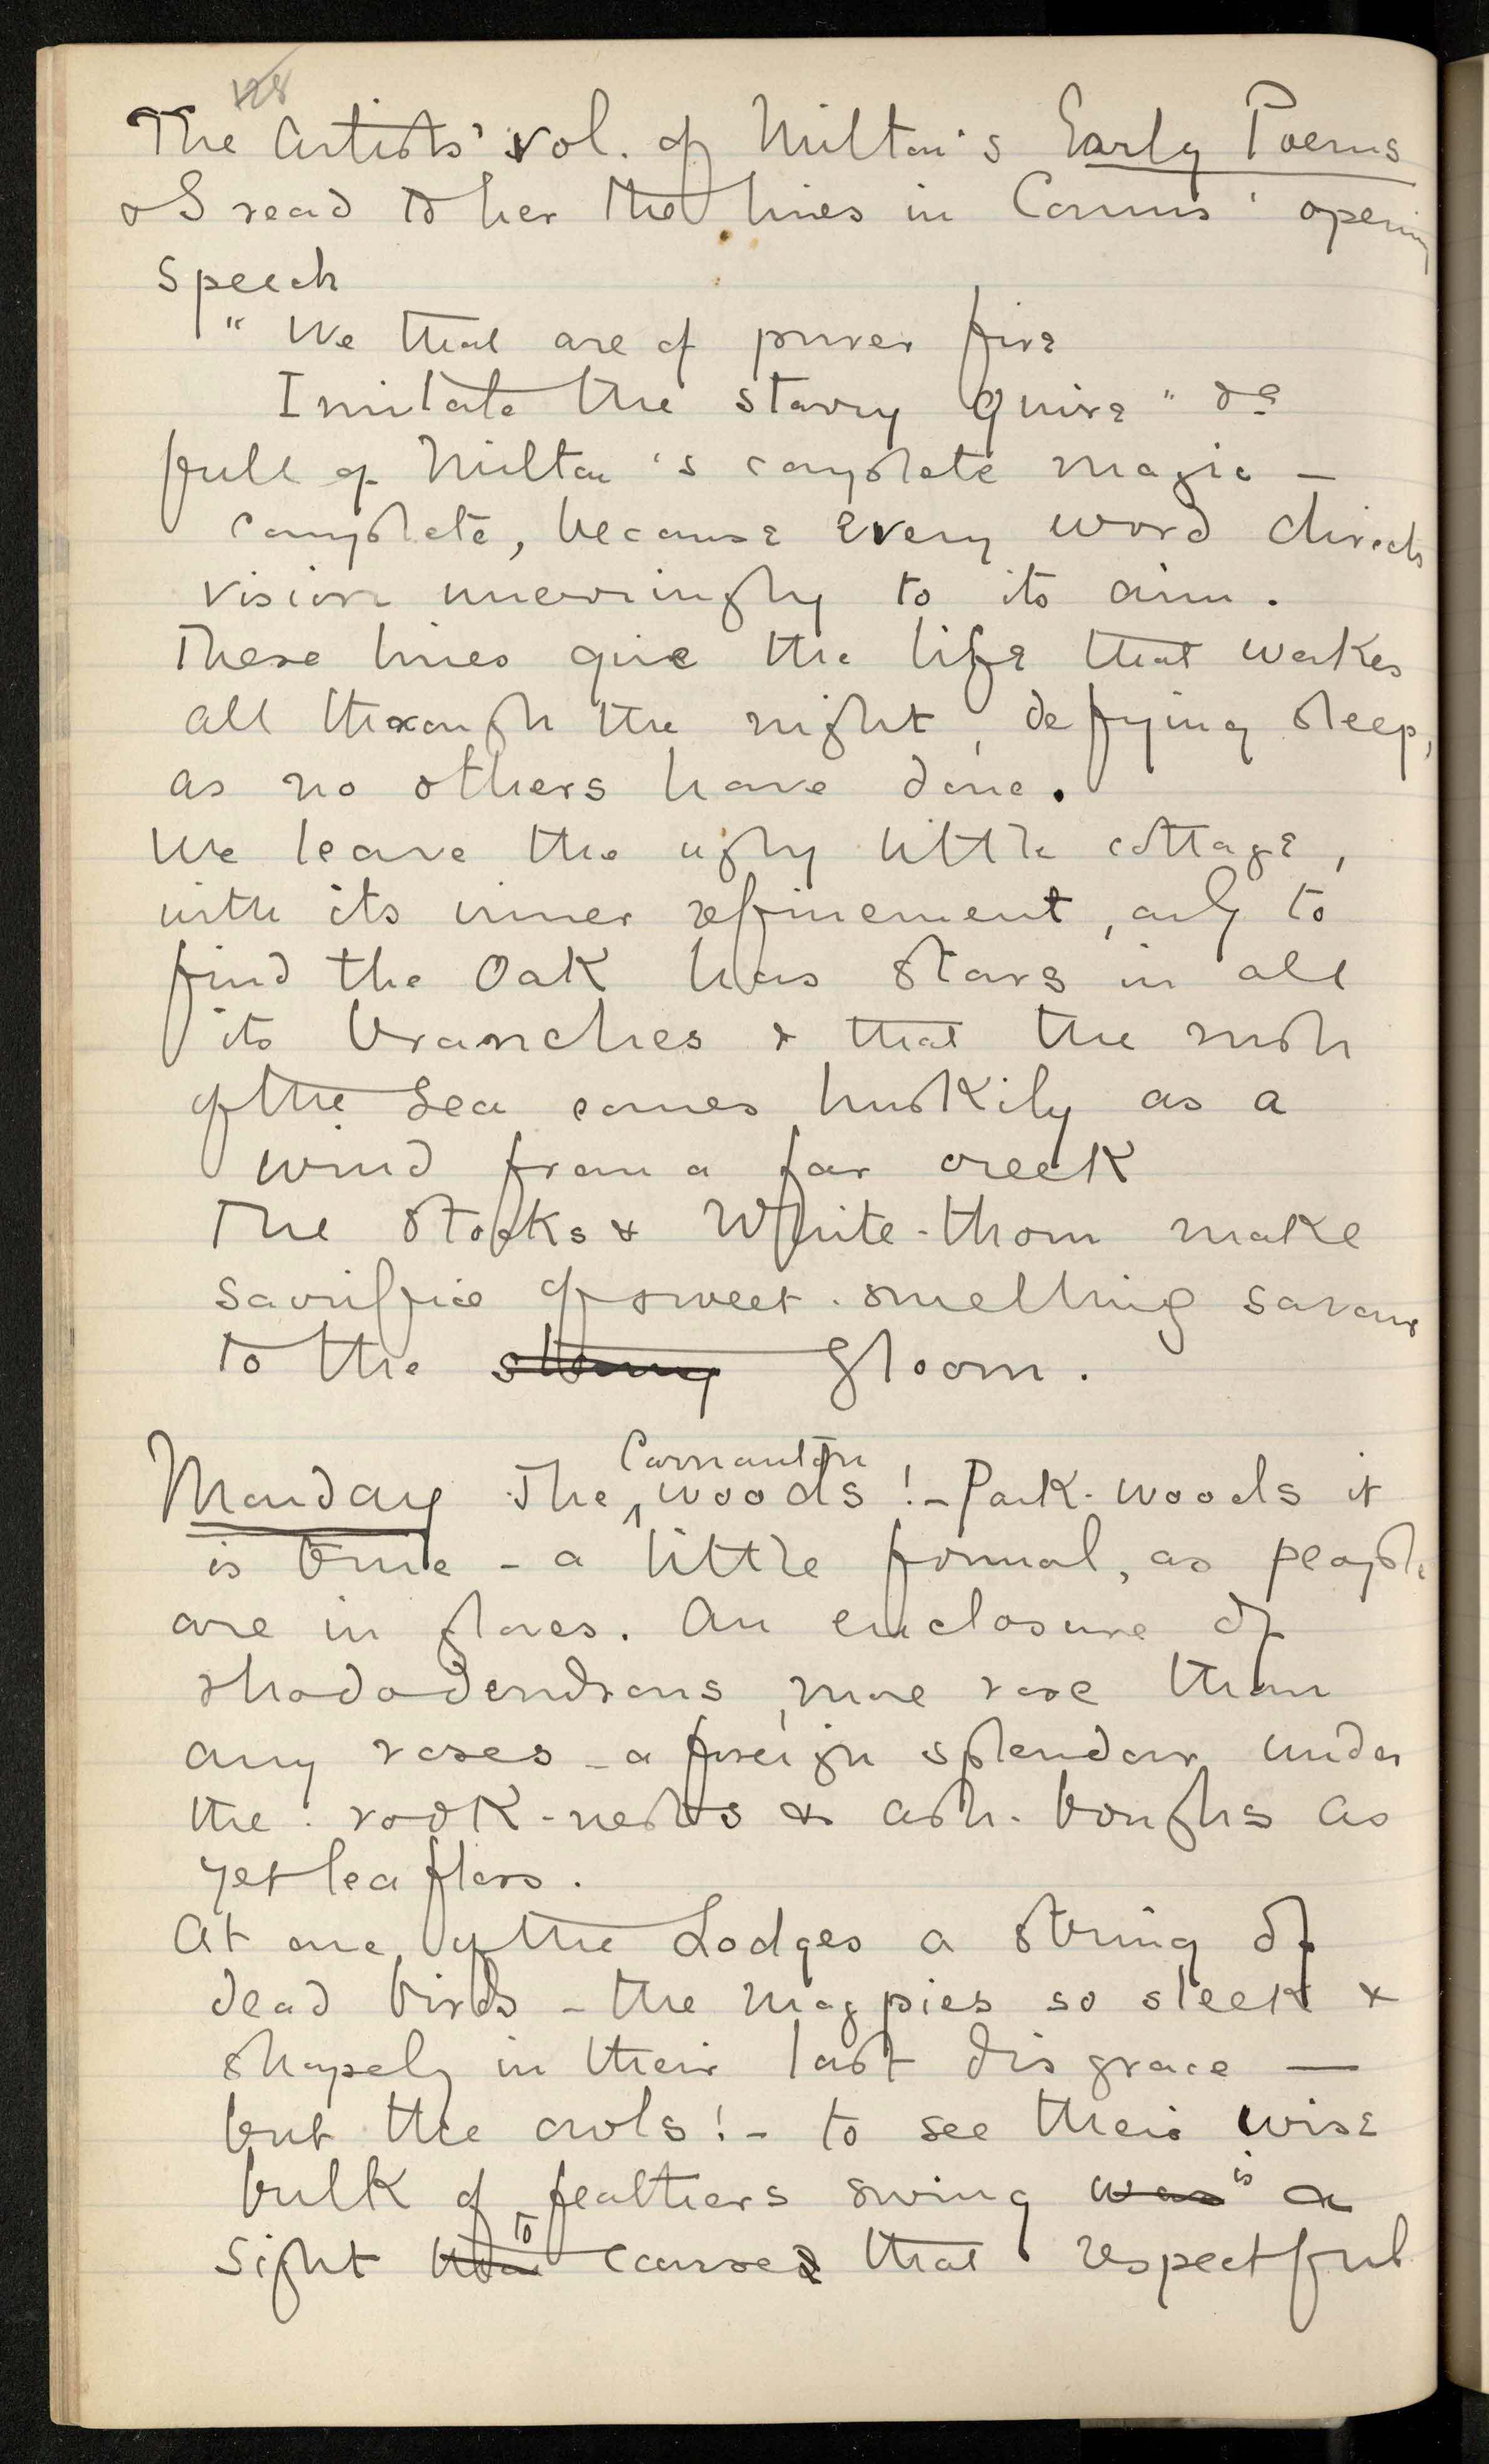 128
The Artists' vol. of Milton's Early Poems
& I read to her the lines in Comus' opening
speech
" We that are of purer fire
Imitate the starry quire " &c
full of Milton's complete magic —
complete, because every word directs
vision unerringly to its aim.
These lines give the life that wakes
all through the night, defying sleep,
as no others have done.
We leave the ugly little cottage,
with its inner refinement, only to
find the Oak has stars in all
its branches & that the rush
of the sea comes huskily as a
wind from a far creek
The Stocks & White-thorn make
sacrifice of sweet-smelling savour
to the strong gloom.
Carnanton
Monday The woods! - Park-woods it
is true - a little formal, as people
are in gloves. An enclosure of
rhododendrons, more rose than
any roses - a foreign splendour under
the rook-nests & ash-boughs as
yet leafless.
At one of the Lodges a string of
dead birds - the magpies so sleek &
shapely in their last disgrace —
but the owls! - to see their wise
bulk of feathers swing was is a
sight to caused that respectful